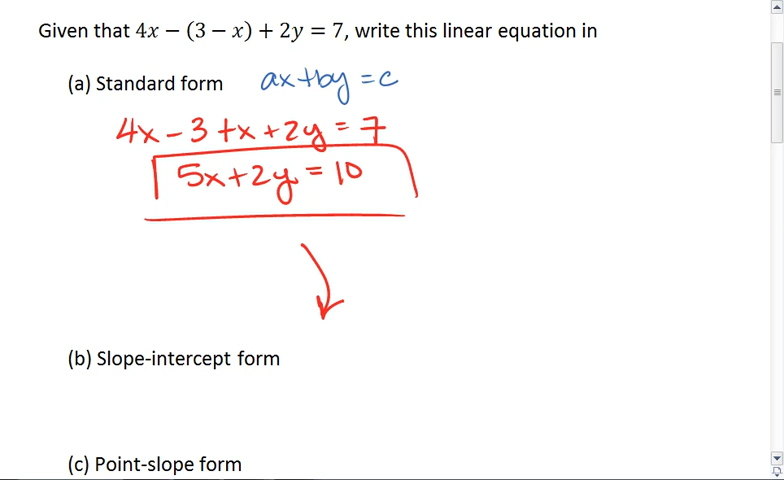 Given that 4x − (3 − x) + 2y = 7, write this linear equation in
(a) Standard form ax+by=c
4x-3+x+2y=7
5x+2y=10
(b) Slope-intercept form
(c) Point-slope form